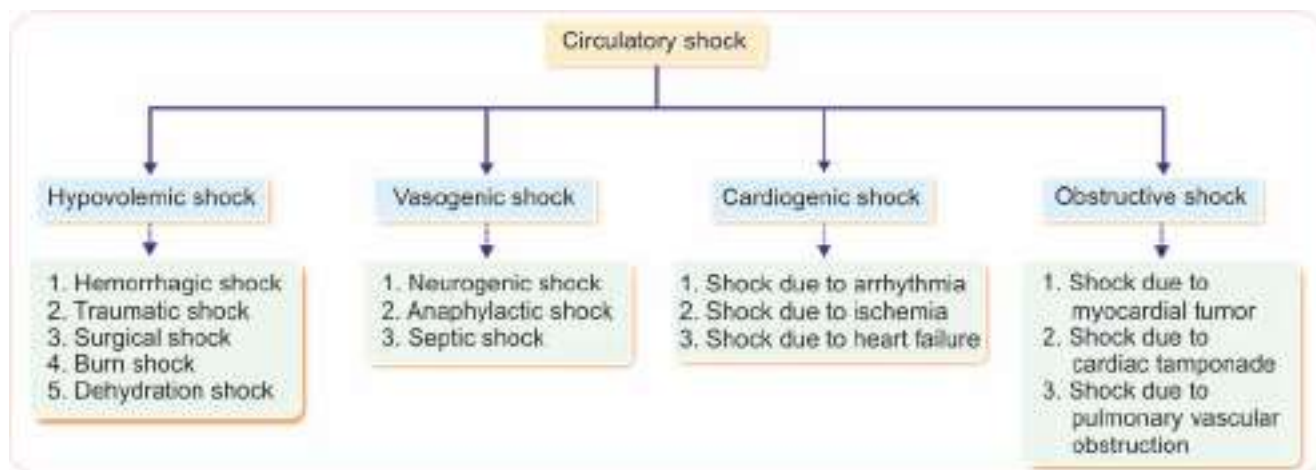 Circulatory shock
Hypovolemic shock
Vasogenic shock
Cardiogenic shock
Obstructive shock
1. Hemorrhagic shock
2. Traumatic shock
3. Surgical shock
4. Burn shock
5. Dehydration shock
1. Neurogenic shock
2. Anaphylactic shock
3. Septic shock
1. Shock due to arrhythmia
2. Shock due to ischemia
3. Shock due to heart failure
1. Shock due to
myocardial tumor
2. Shock due to
cardiac tamponade
3. Shock due to
pulmonary vascular
obstruction